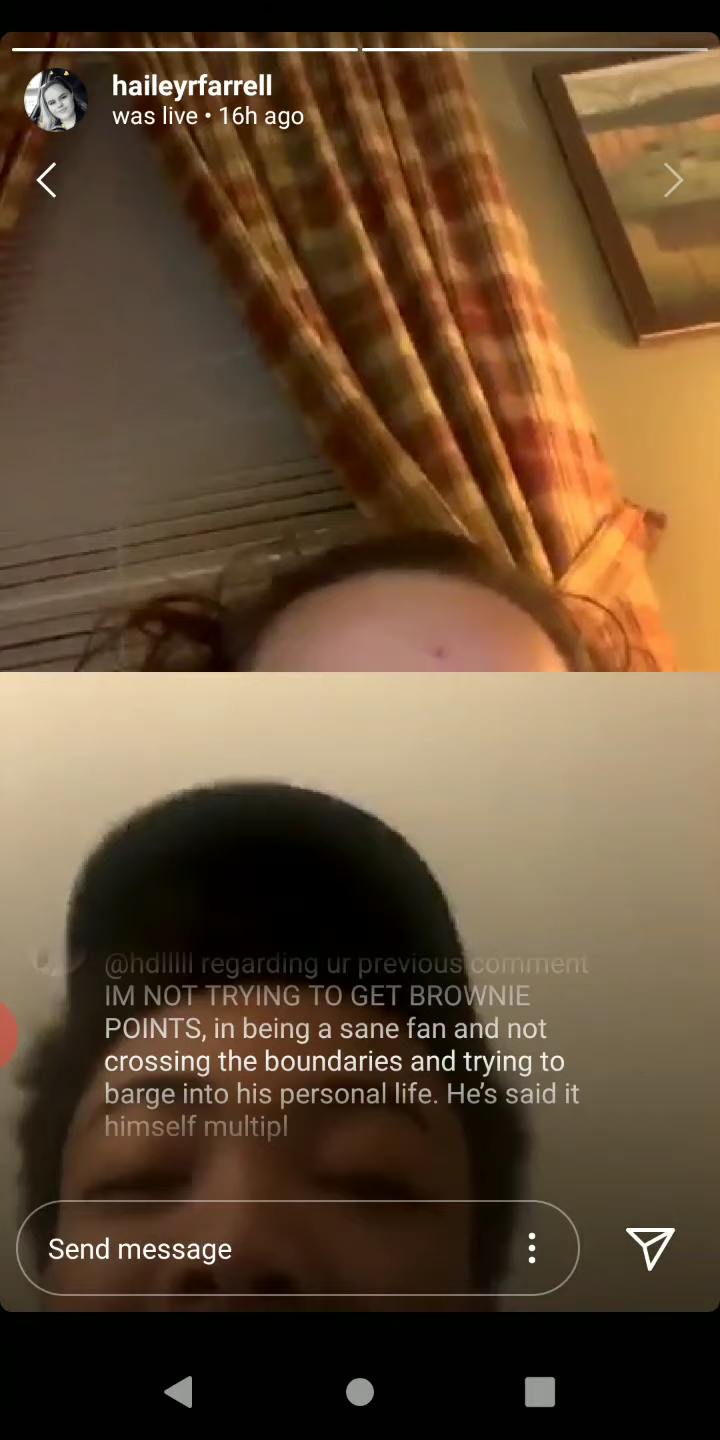 haileyrfarrell
was live • 16h ago
@hdlllll regarding ur previous comment
IM NOT TRYING TO GET BROWNIE
POINTS, in being a sane fan and not
crossing the boundaries and trying to
barge into his personal life. He’s said it
himself multipl
Send message